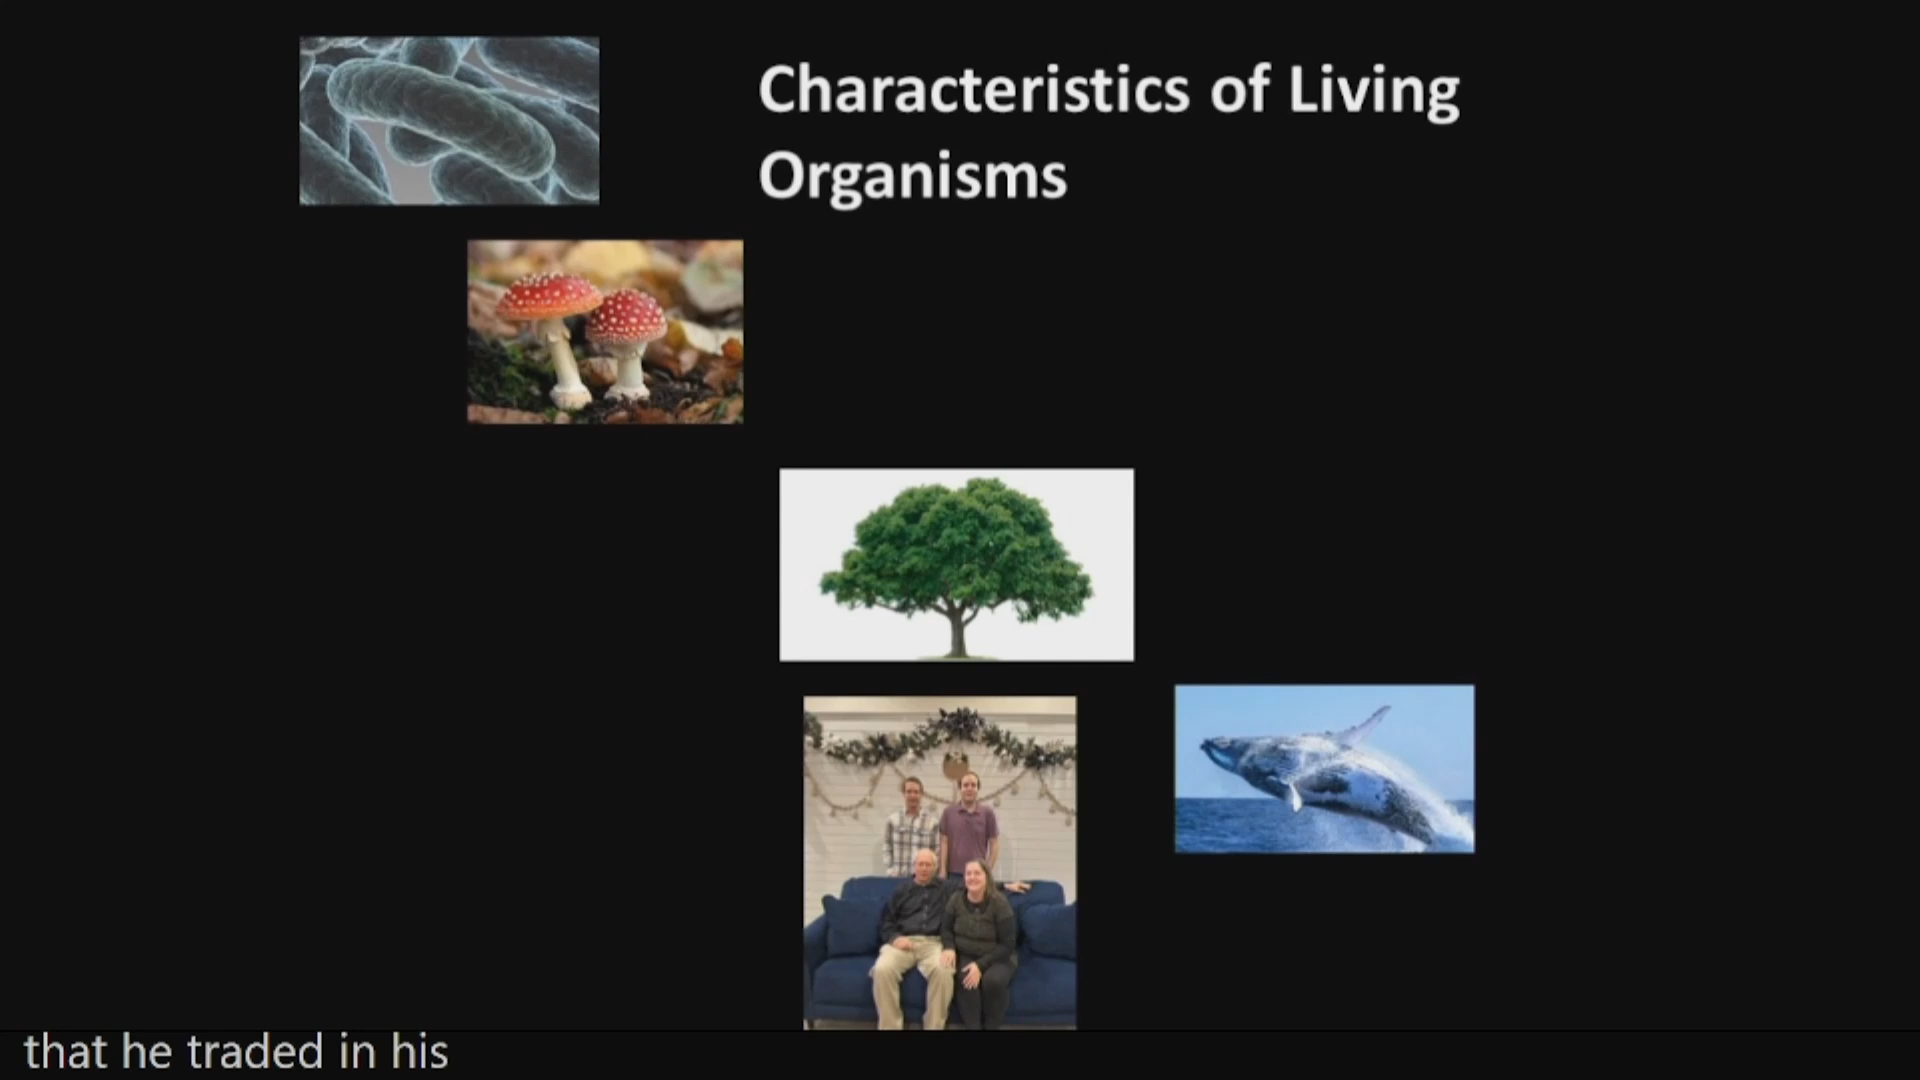 Characteristics of Living
Organisms
that he traded in his